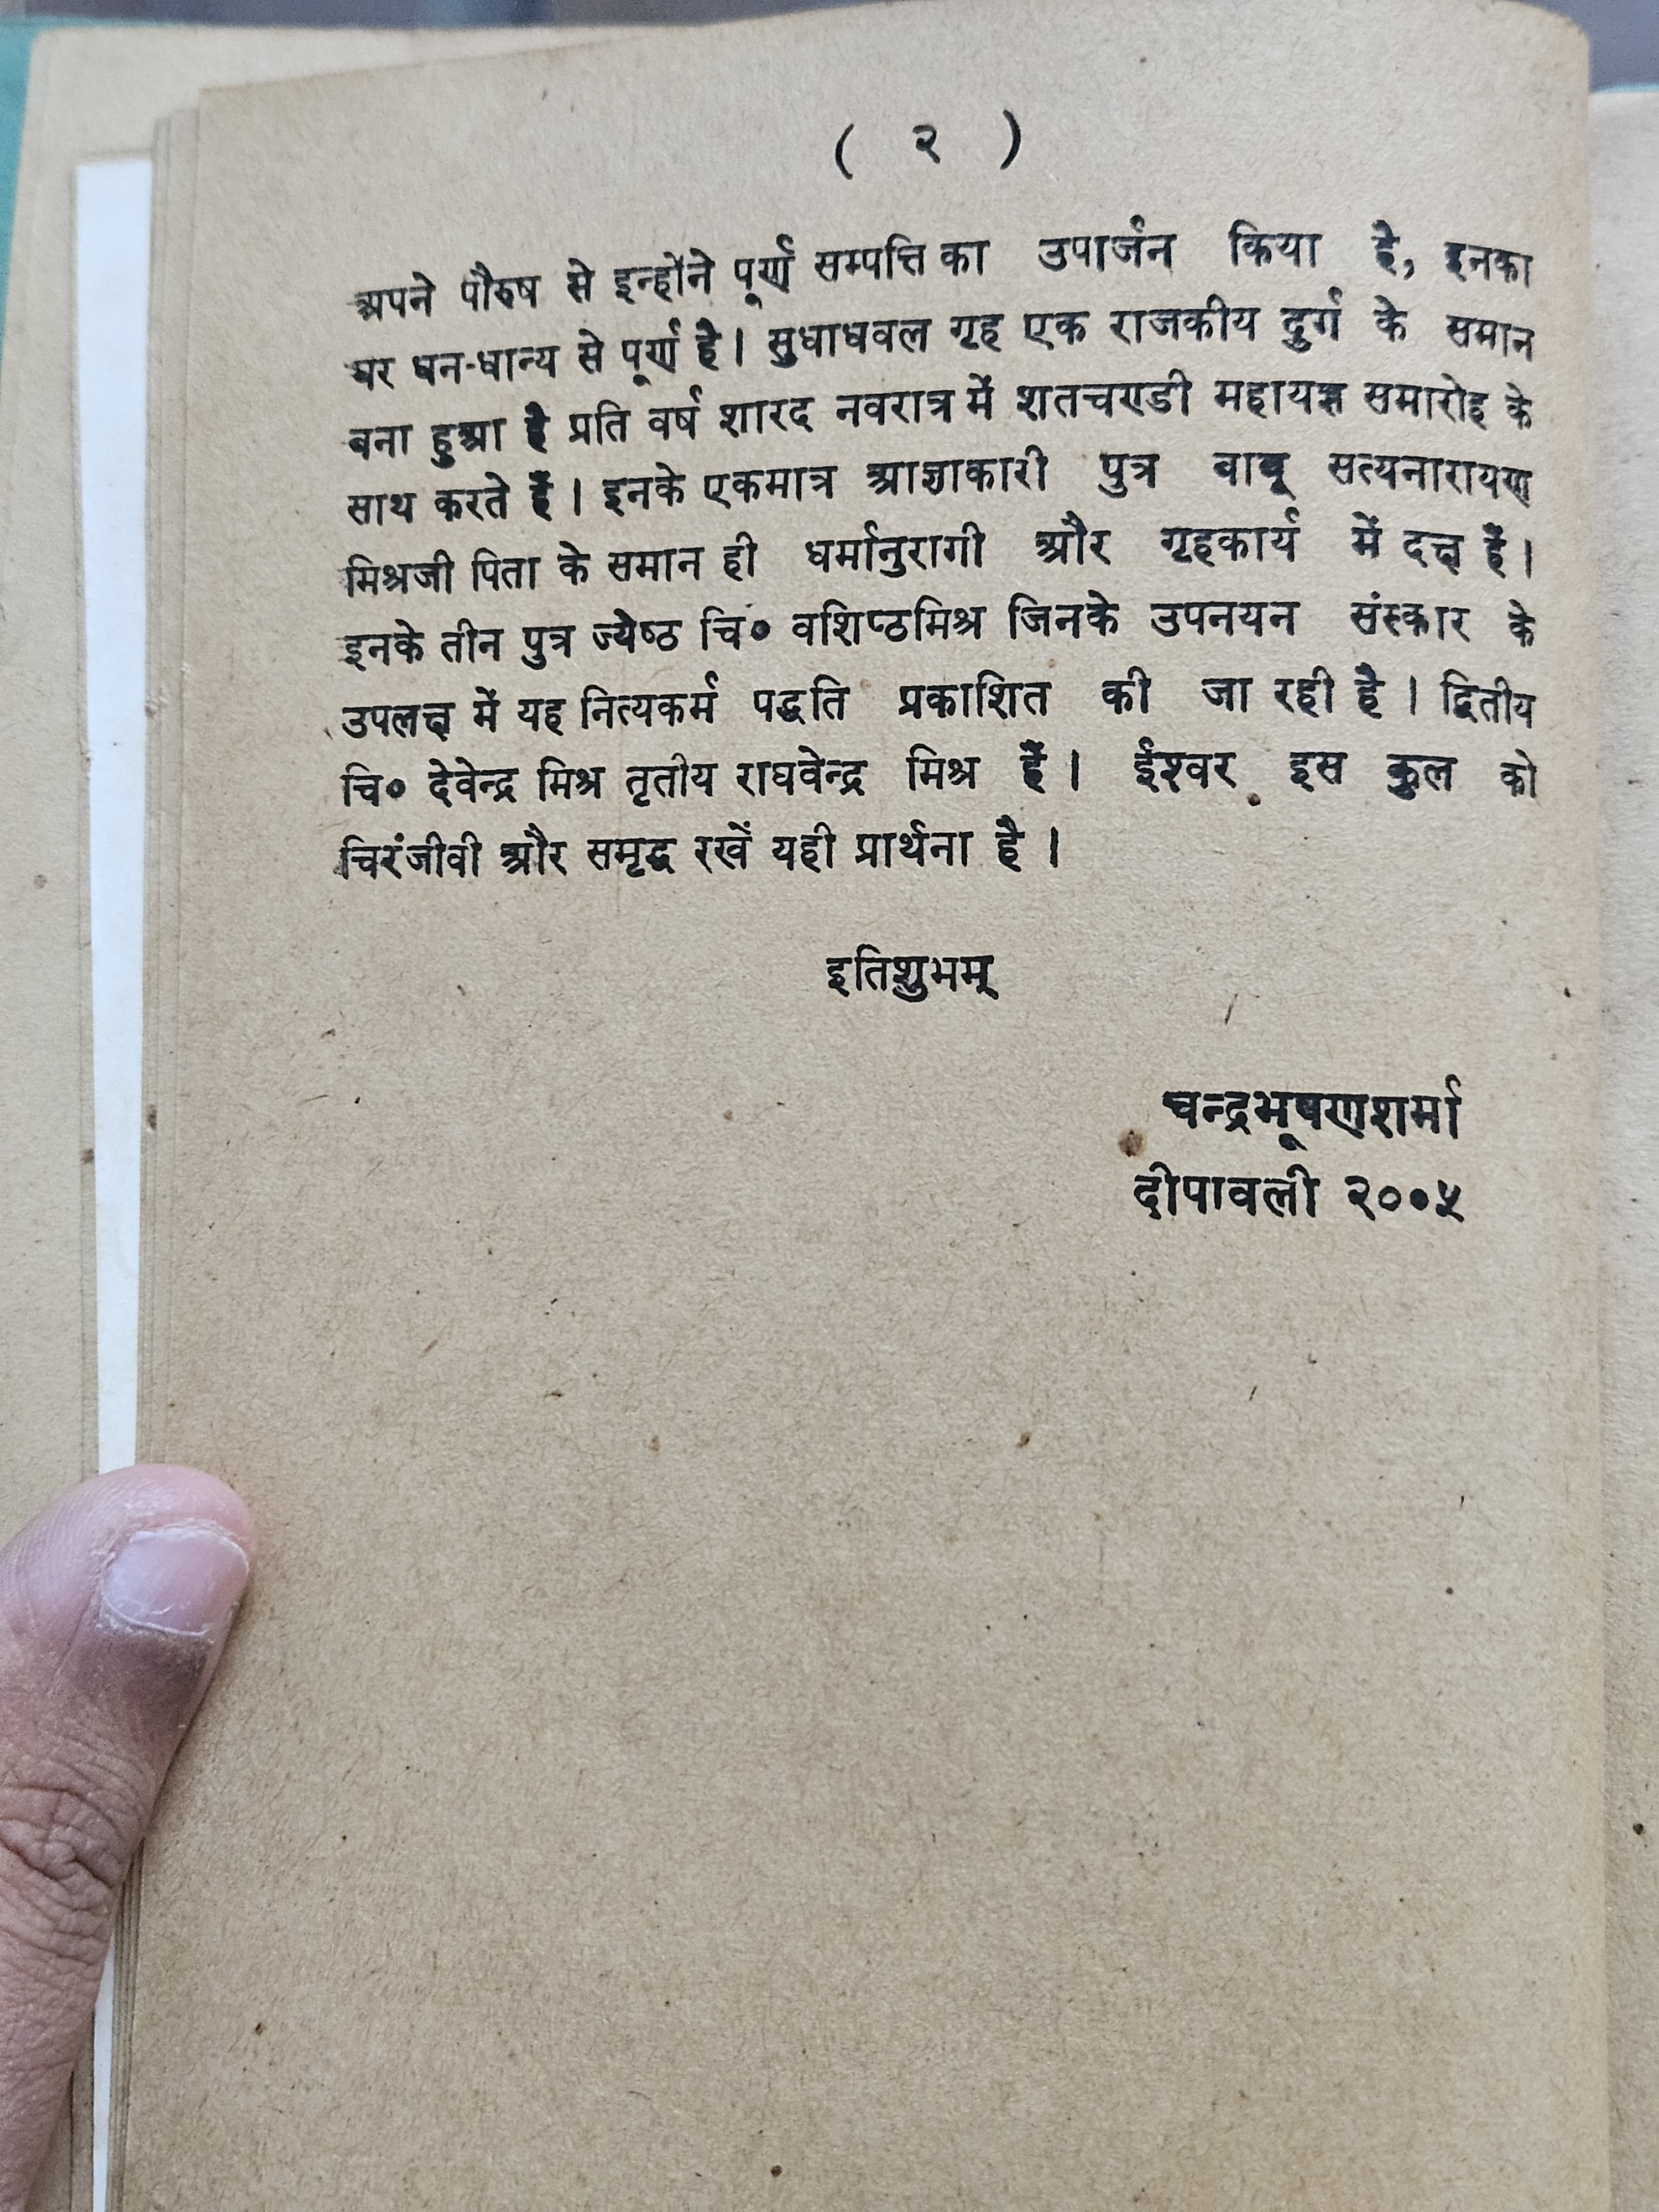 ( २ )
अपने पौरुष से इन्होंने पूर्ण सम्पत्ति का उपार्जन किया है, इनका
घर धन-धान्य से पूर्ण है। सुधाधवल गृह एक राजकीय दुर्ग के समान
बना हुआ है प्रति वर्ष शारद नवरात्र में शतचण्डी महायज्ञ समारोह के
साथ करते हैं। इनके एकमात्र आज्ञाकारी पुत्र बाबू सत्यनारायण
मिश्रजी पिता के समान ही धर्मानुरागी और गृहकार्य में दक्ष हैं।
इनके तीन पुत्र ज्येष्ठ चि॰ वशिष्ठमिश्र जिनके उपनयन संस्कार के
उपलक्ष में यह नित्यकर्म पद्धति प्रकाशित की जा रही है। द्वितीय
चि॰ देवेन्द्र मिश्र तृतीय राघवेन्द्र मिश्र हैं। ईश्वर इस कुल को
चिरंजीवी और समृद्ध रखें यही प्रार्थना है।
इतिशुभम्
चन्द्रभूषणशर्मा
दीपावली २००५